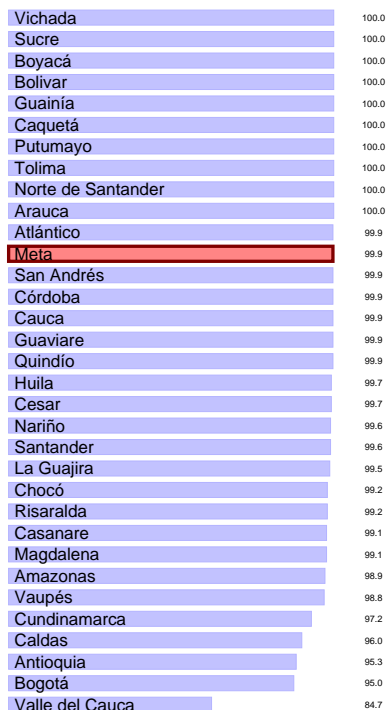 Vichada 100.0
Sucre 100.0
Boyacá 100.0
Bolivar 100.0
Guainía 100.0
Caquetá 100.0
Putumayo 100.0
Tolima 100.0
Norte de Santander 100.0
Arauca 100.0
Atlántico 99.9
Meta 99.9
San Andrés 99.9
Córdoba 99.9
Cauca 99.9
Guaviare 99.9
Quindío 99.9
Huila 99.7
Cesar 99.7
Nariño 99.6
Santander 99.6
La Guajira 99.5
Chocó 99.2
Risaralda 99.2
Casanare 99.1
Magdalena 99.1
Amazonas 98.9
Vaupés 98.8
Cundinamarca 97.2
Caldas 96.0
Antioquia 95.3
Bogotá 95.0
Valle del Cauca 84.7